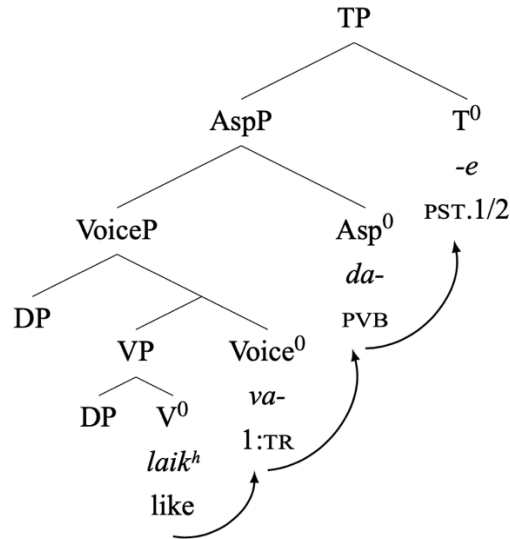 TP
AspP T⁰
-e
PST.1/2
VoiceP Asp⁰
da-
PVB
DP
VP Voice⁰
va-
1:TR
DP V⁰
laikʰ
like